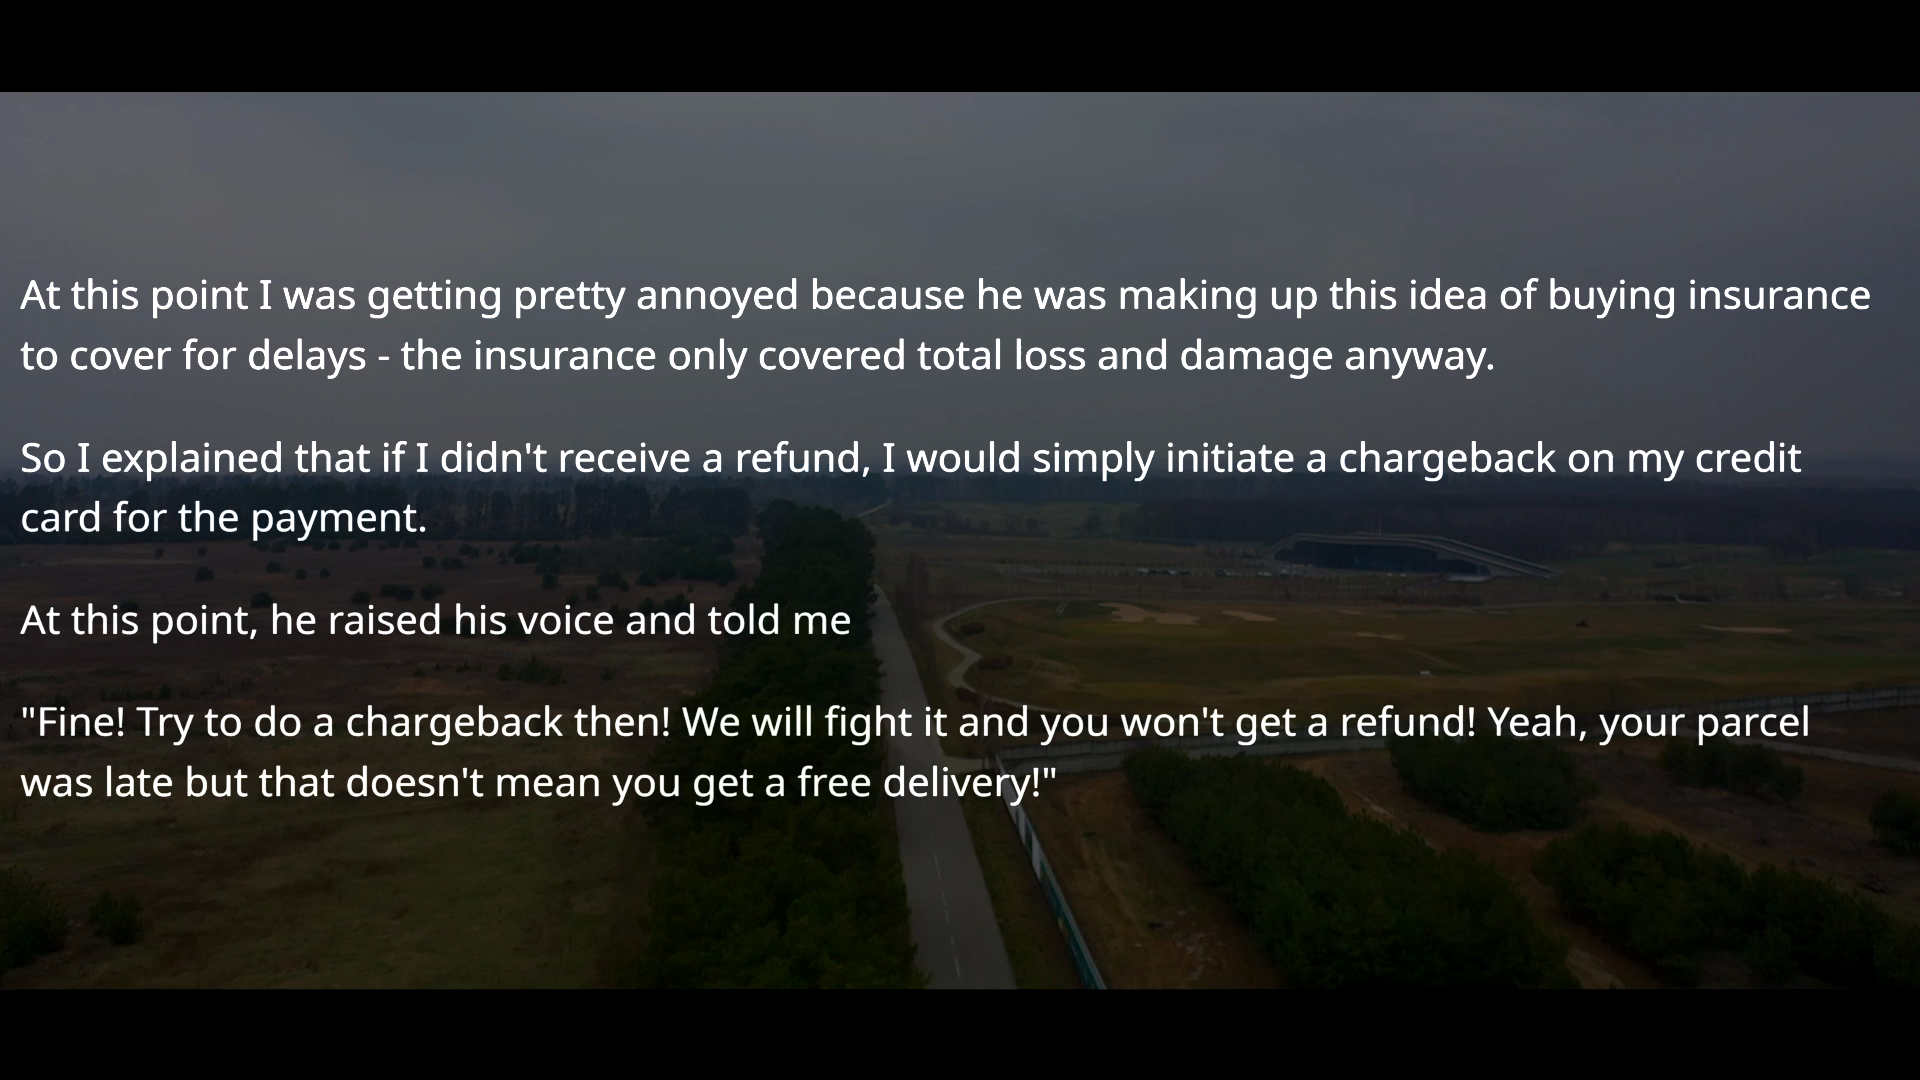 At this point I was getting pretty annoyed because he was making up this idea of buying insurance
to cover for delays - the insurance only covered total loss and damage anyway.
So I explained that if I didn't receive a refund, I would simply initiate a chargeback on my credit
card for the payment.
At this point, he raised his voice and told me
"Fine! Try to do a chargeback then! We will fight it and you won't get a refund! Yeah, your parcel
was late but that doesn't mean you get a free delivery!"